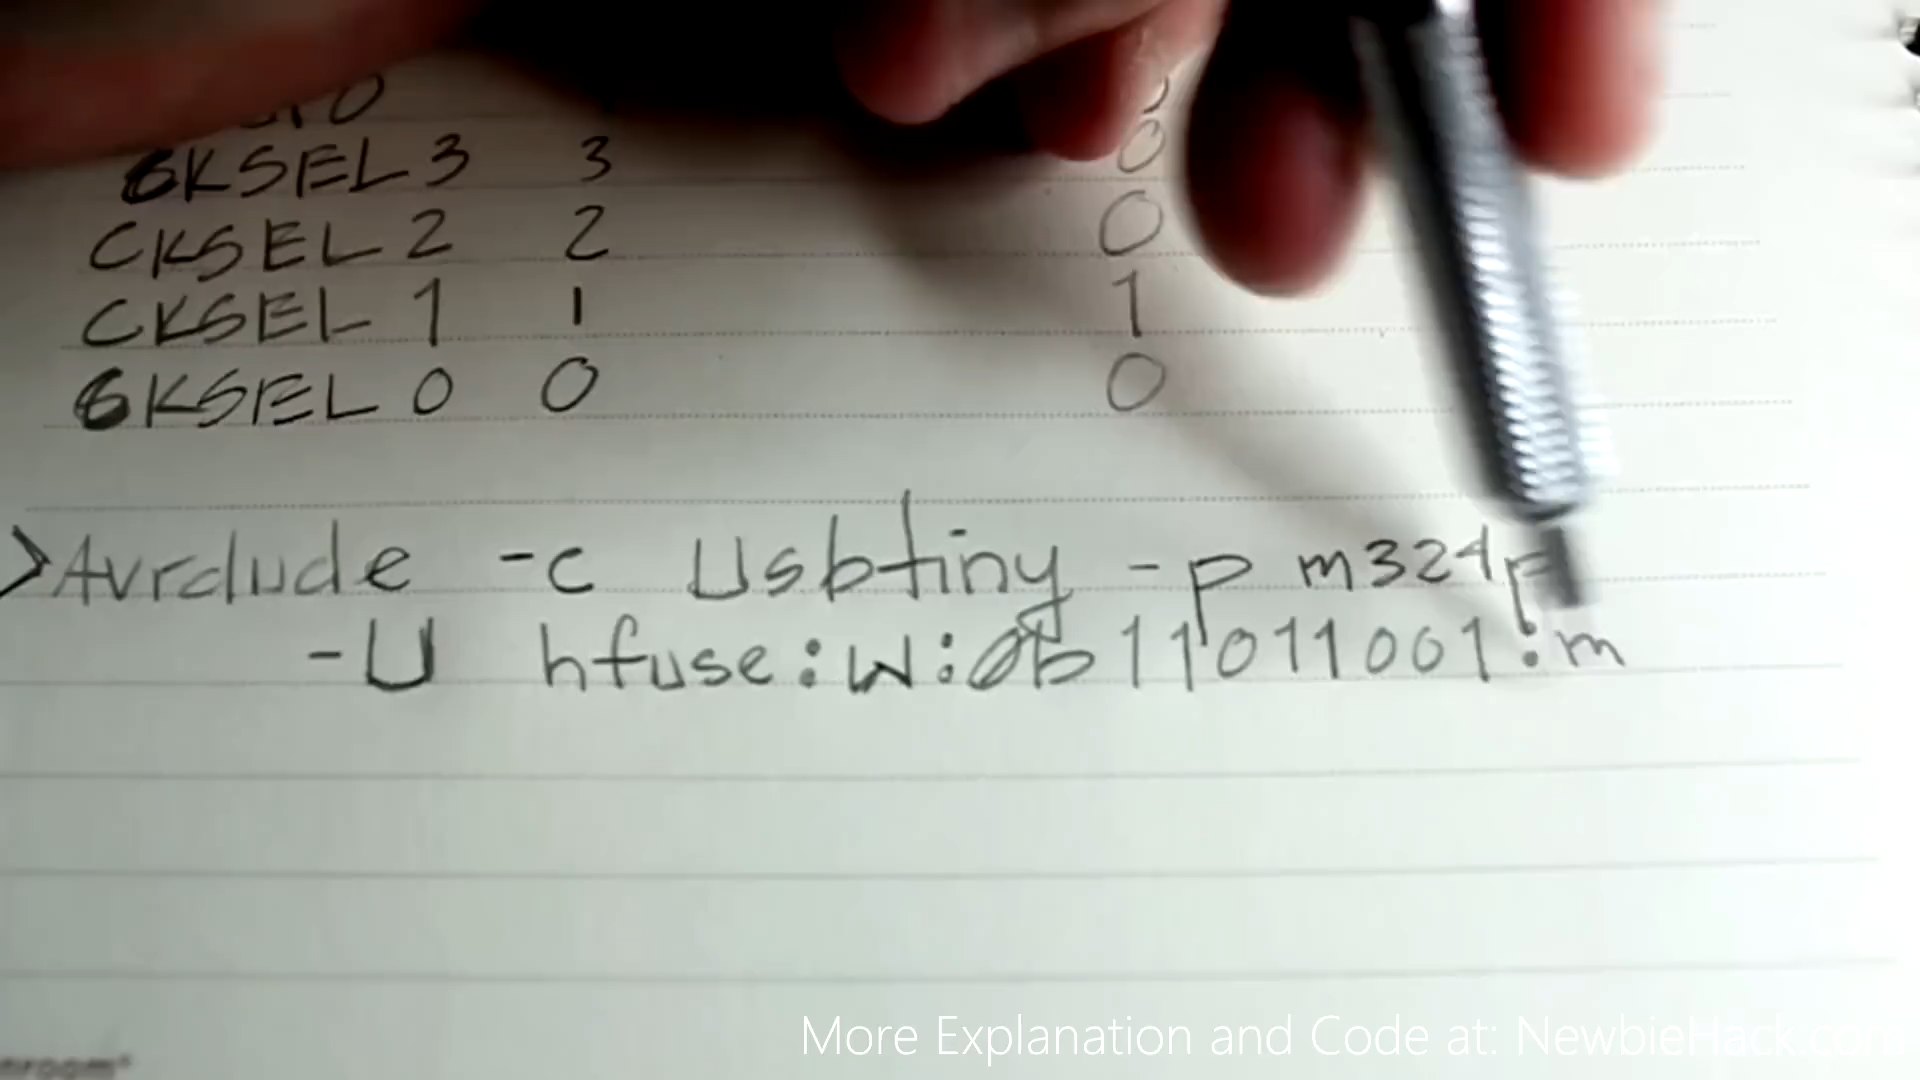 CKSEL 3 3 0
CKSEL 2 2 0
CKSEL 1 1 1
CKSEL 0 0 0
>Avrdude -c Usbtiny -p m324p
-U hfuse:w:0b11011001:m
More Explanation and Code at: NewbieHack.com